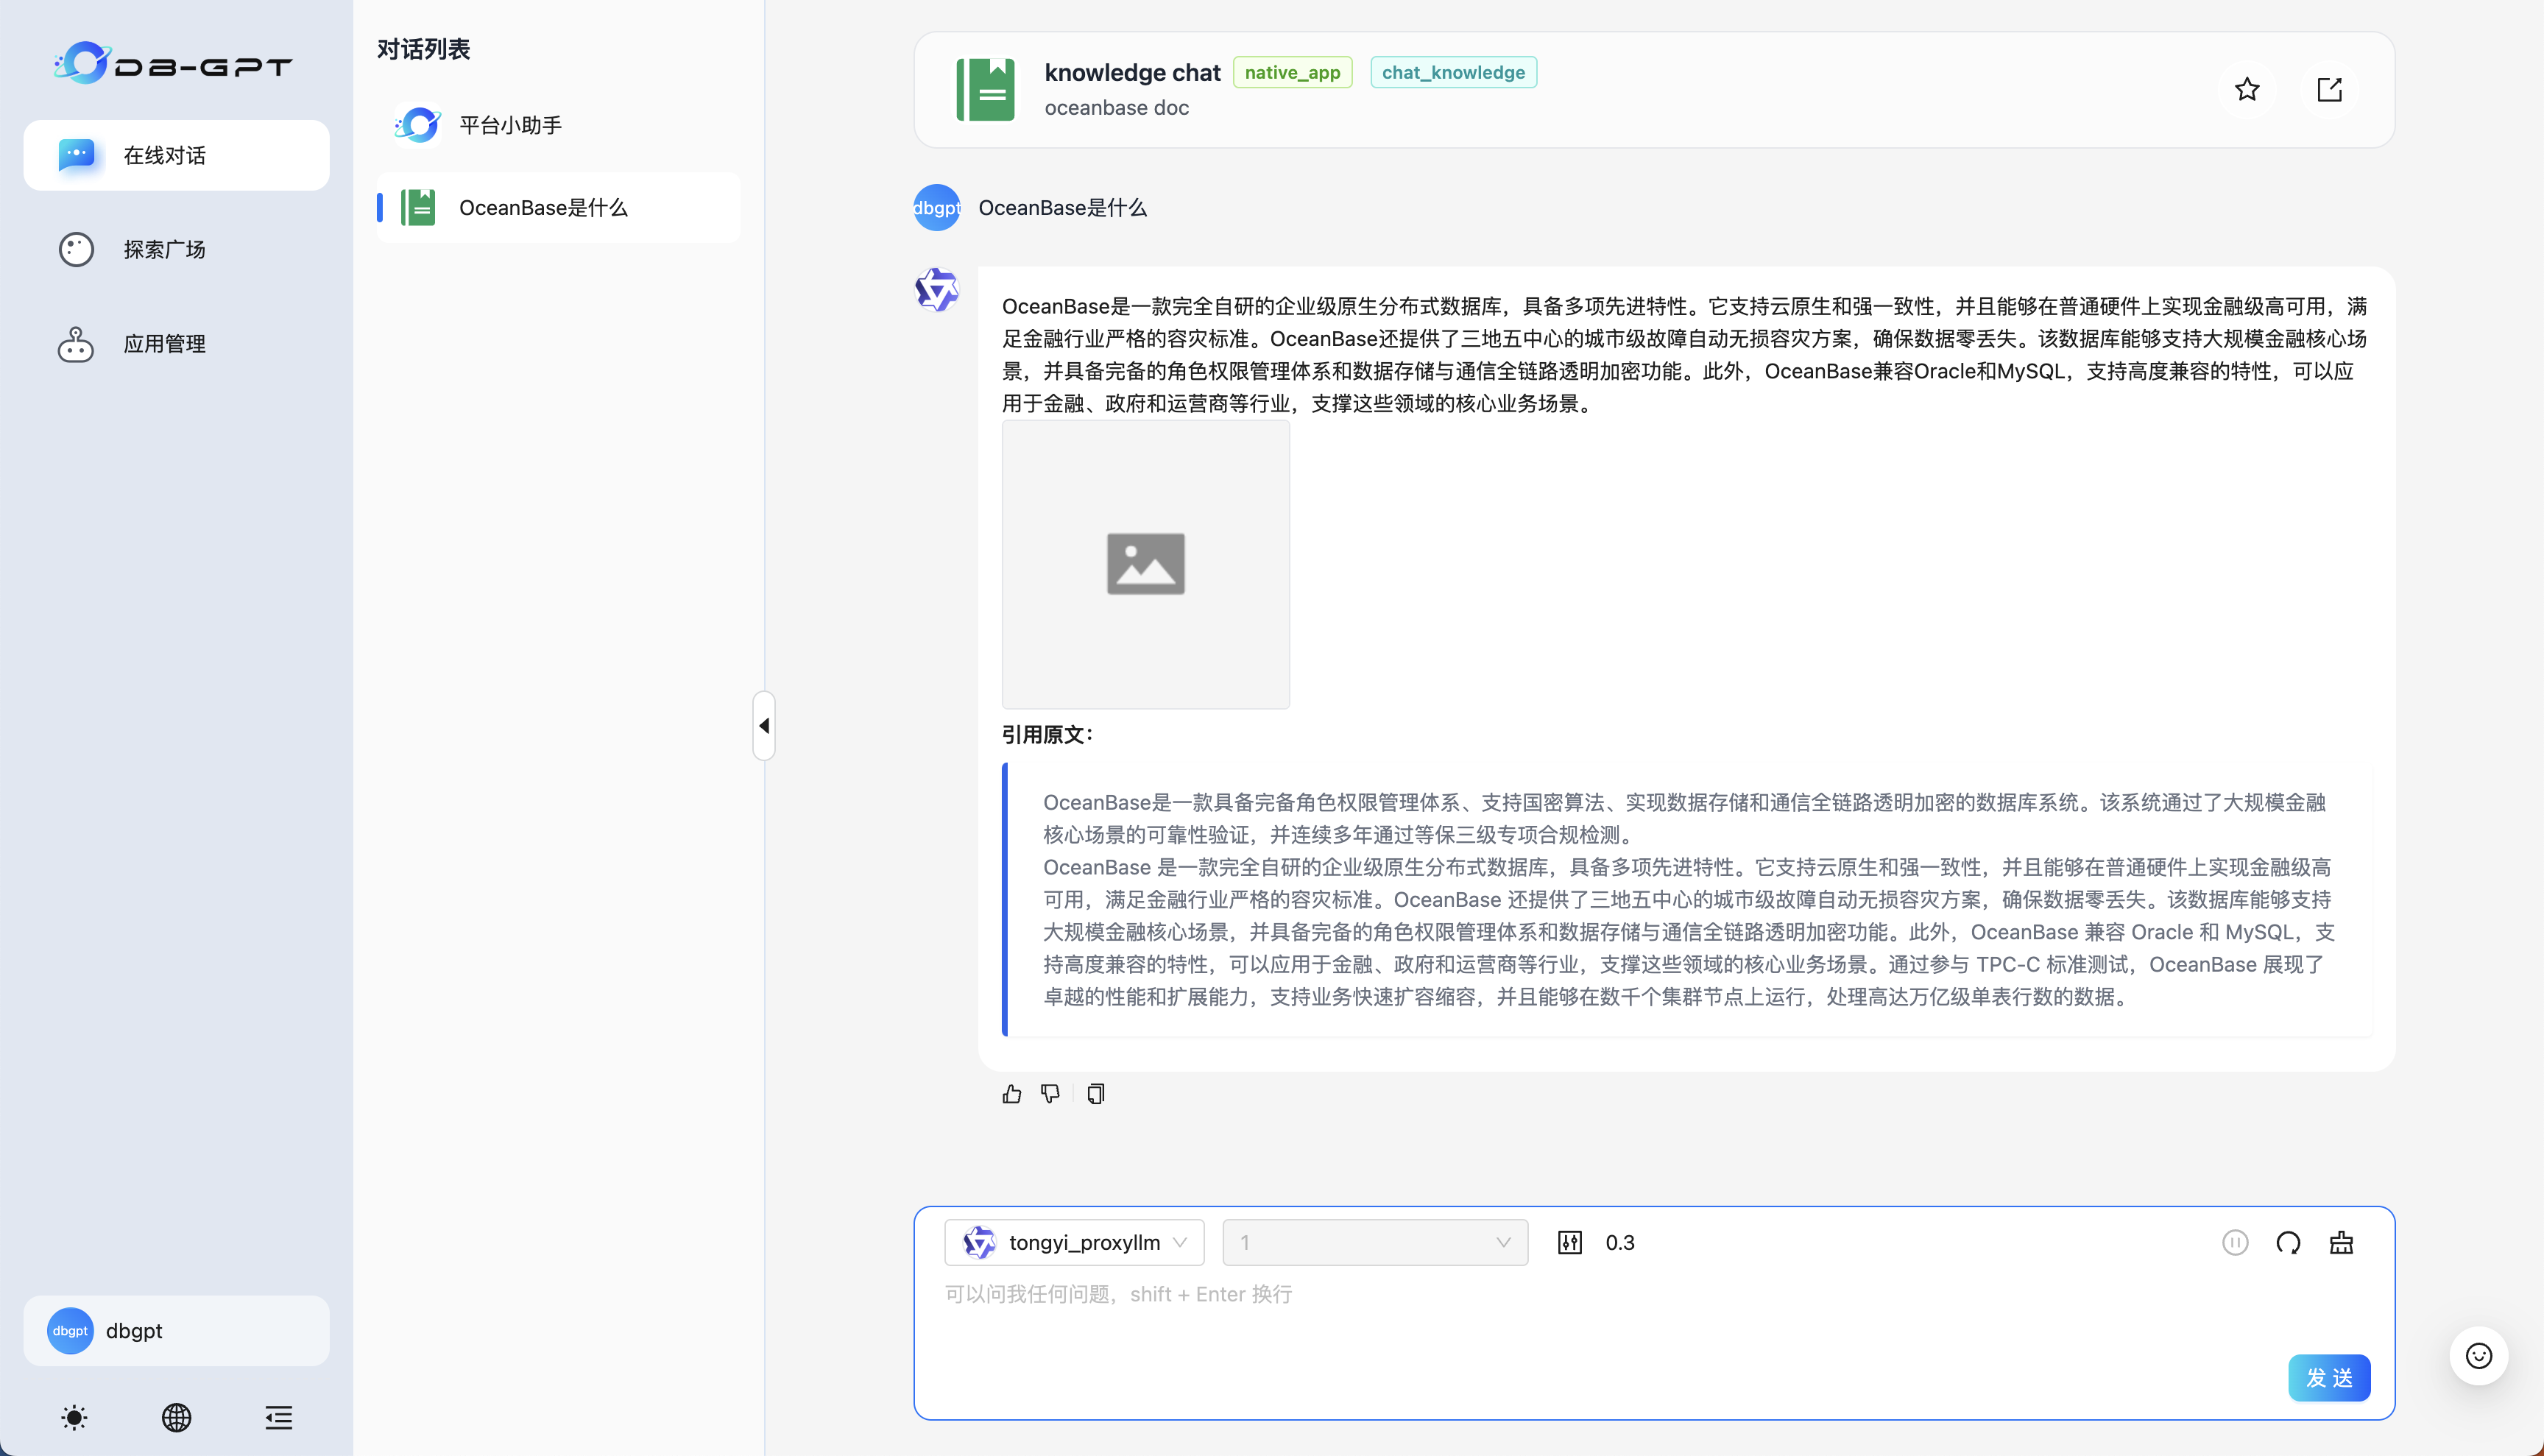 DB-GPT
在线对话
探索广场
应用管理
dbgpt
dbgpt
对话列表
平台小助手
OceanBase是什么
knowledge chat
native_app
chat_knowledge
oceanbase doc
dbgpt
OceanBase是什么
OceanBase是一款完全自研的企业级原生分布式数据库，具备多项先进特性。它支持云原生和强一致性，并且能够在普通硬件上实现金融级高可用，满
足金融行业严格的容灾标准。OceanBase还提供了三地五中心的城市级故障自动无损容灾方案，确保数据零丢失。该数据库能够支持大规模金融核心场
景，并具备完备的角色权限管理体系和数据存储与通信全链路透明加密功能。此外，OceanBase兼容Oracle和MySQL，支持高度兼容的特性，可以应
用于金融、政府和运营商等行业，支撑这些领域的核心业务场景。
引用原文：
OceanBase是一款具备完备角色权限管理体系、支持国密算法、实现数据存储和通信全链路透明加密的数据库系统。该系统通过了大规模金融
核心场景的可靠性验证，并连续多年通过等保三级专项合规检测。
OceanBase 是一款完全自研的企业级原生分布式数据库，具备多项先进特性。它支持云原生和强一致性，并且能够在普通硬件上实现金融级高
可用，满足金融行业严格的容灾标准。OceanBase 还提供了三地五中心的城市级故障自动无损容灾方案，确保数据零丢失。该数据库能够支持
大规模金融核心场景，并具备完备的角色权限管理体系和数据存储与通信全链路透明加密功能。此外，OceanBase 兼容 Oracle 和 MySQL，支
持高度兼容的特性，可以应用于金融、政府和运营商等行业，支撑这些领域的核心业务场景。通过参与 TPC-C 标准测试，OceanBase 展现了
卓越的性能和扩展能力，支持业务快速扩容缩容，并且能够在数千个集群节点上运行，处理高达万亿级单表行数的数据。
tongyi_proxyllm
1
0.3
可以问我任何问题，shift + Enter 换行
发 送